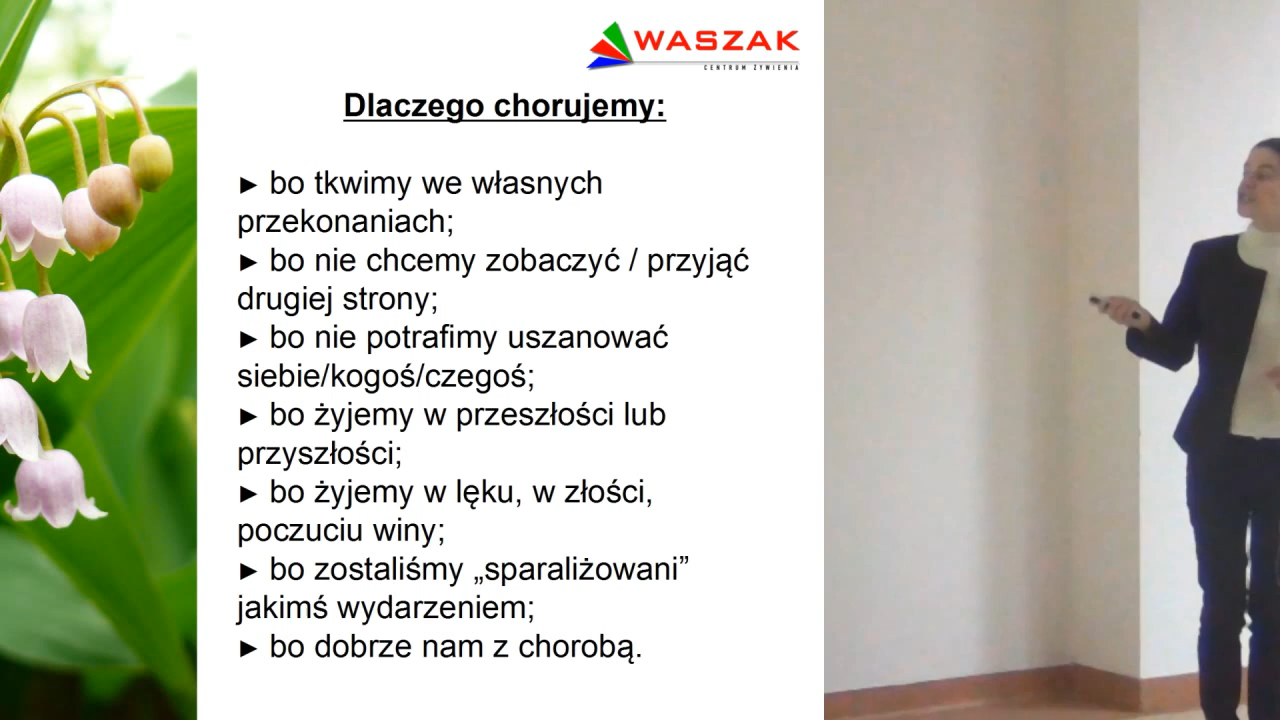 WASZAK
CENTRUM ŻYWIENIA
Dlaczego chorujemy:
► bo tkwimy we własnych
przekonaniach;
► bo nie chcemy zobaczyć / przyjąć
drugiej strony;
► bo nie potrafimy uszanować
siebie/kogoś/czegoś;
► bo żyjemy w przeszłości lub
przyszłości;
► bo żyjemy w lęku, w złości,
poczuciu winy;
► bo zostaliśmy „sparaliżowani”
jakimś wydarzeniem;
► bo dobrze nam z chorobą.